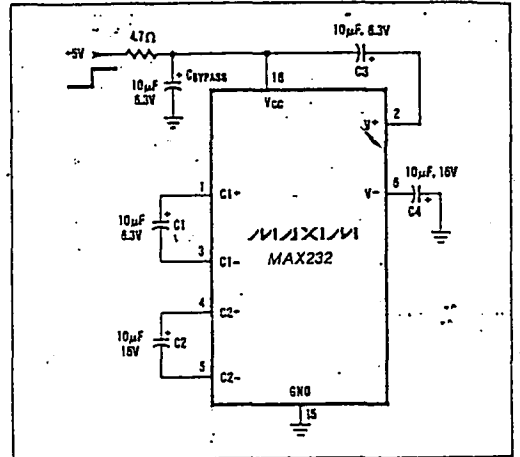 4.7Ω
+5V
10μF, 6.3V
C3
+
+
CBYPASS
10μF
6.3V
16
VCC
2
V+
10μF, 16V
6
V-
+
C4
1
C1+
10μF
6.3V
+
C1
3
C1-
MAXIM
MAX232
4
C2+
10μF
16V
+
C2
5
C2-
GND
15